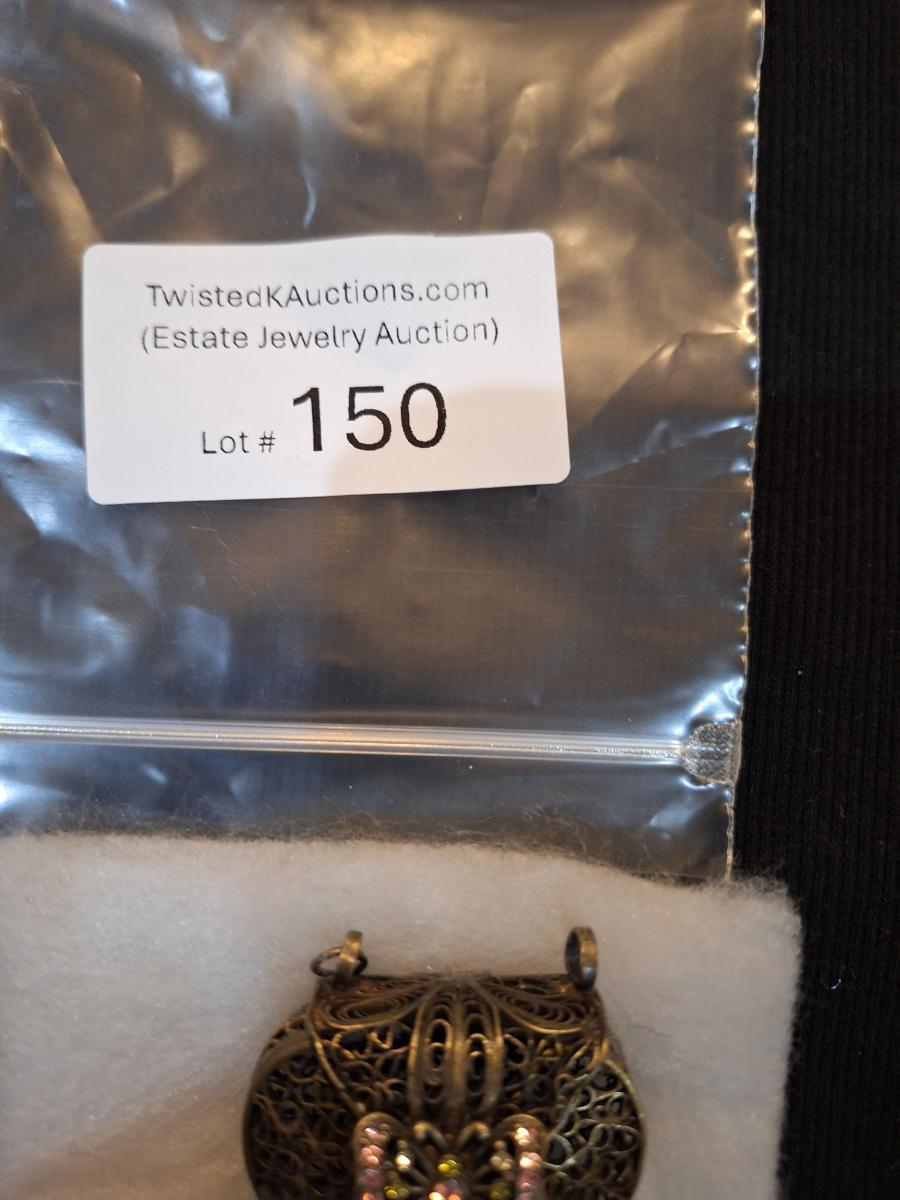 TwistedKAuctions.com
(Estate Jewelry Auction)
Lot # 150